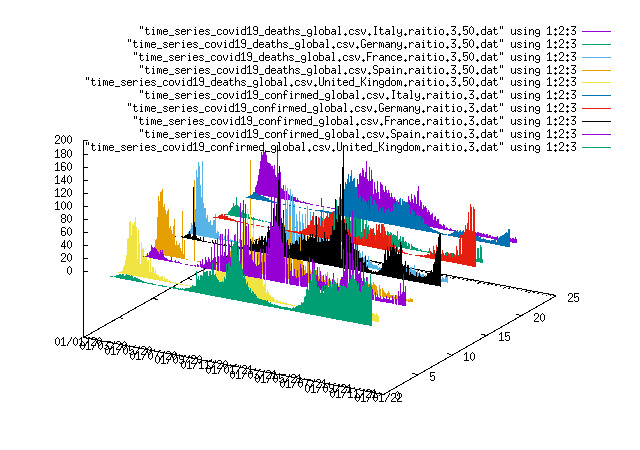 "time_series_covid19_deaths_global.csv.Italy.raitio.3.50.dat" using 1:2:3
"time_series_covid19_deaths_global.csv.Germany.raitio.3.50.dat" using 1:2:3
"time_series_covid19_deaths_global.csv.France.raitio.3.50.dat" using 1:2:3
"time_series_covid19_deaths_global.csv.Spain.raitio.3.50.dat" using 1:2:3
"time_series_covid19_deaths_global.csv.United_Kingdom.raitio.3.50.dat" using 1:2:3
"time_series_covid19_confirmed_global.csv.Italy.raitio.3.dat" using 1:2:3
"time_series_covid19_confirmed_global.csv.Germany.raitio.3.dat" using 1:2:3
"time_series_covid19_confirmed_global.csv.France.raitio.3.dat" using 1:2:3
"time_series_covid19_confirmed_global.csv.Spain.raitio.3.dat" using 1:2:3
"time_series_covid19_confirmed_global.csv.United_Kingdom.raitio.3.dat" using 1:2:3
200
180
160
140
120
100
80
60
40
20
0
25
20
15
10
5
0
01/01/22